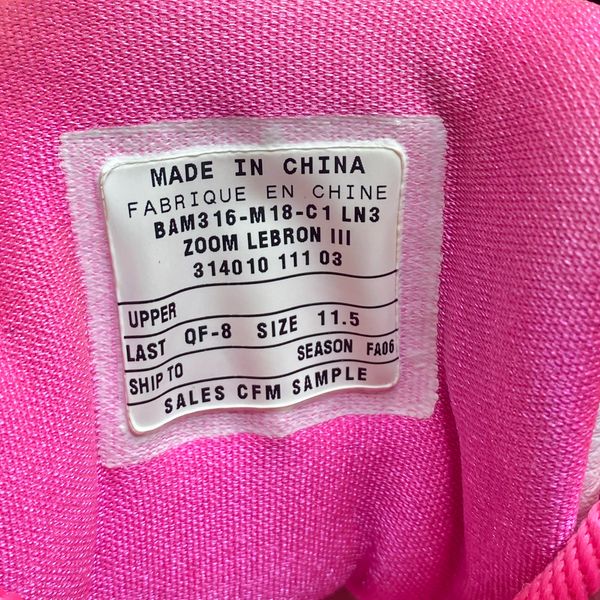 MADE IN CHINA
FABRIQUE EN CHINE
BAM316-M18-C1 LN3
ZOOM LEBRON III
314010 111 03
UPPER
LAST QF-8 SIZE 11.5
SHIP TO SEASON FA06
SALES CFM SAMPLE